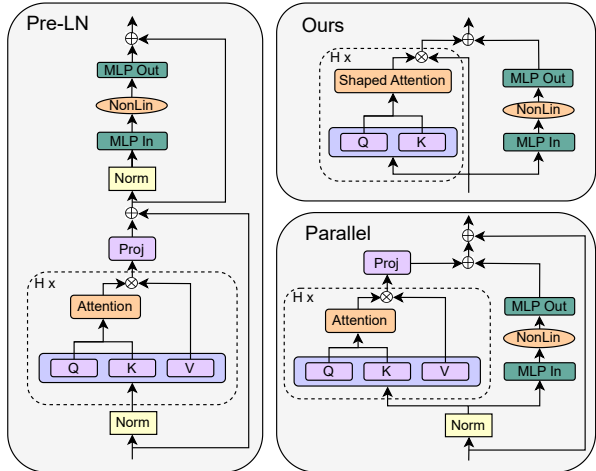 Pre-LN
MLP Out
NonLin
MLP In
Norm
Proj
H x
Attention
Q K V
Norm
Ours
H x
Shaped Attention
MLP Out
NonLin
Q K
MLP In
Parallel
Proj
H x
MLP Out
Attention
NonLin
Q K V
MLP In
Norm